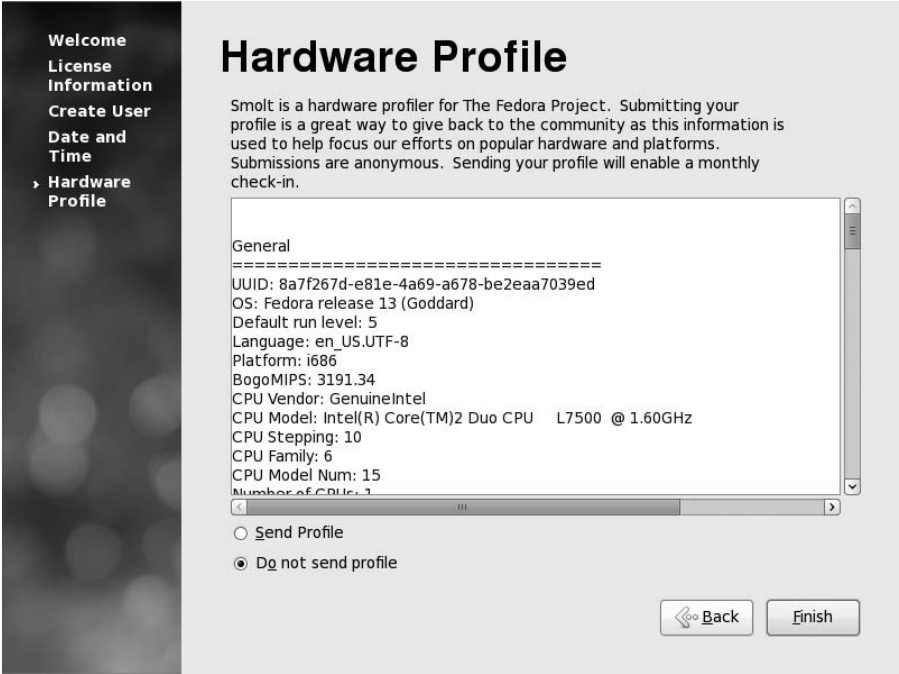 Welcome
License
Information
Create User
Date and
Time
Hardware
Profile
Hardware Profile
Smolt is a hardware profiler for The Fedora Project.  Submitting your
profile is a great way to give back to the community as this information is
used to help focus our efforts on popular hardware and platforms.
Submissions are anonymous.  Sending your profile will enable a monthly
check-in.
General
=================================
UUID: 8a7f267d-e81e-4a69-a678-be2eaa7039ed
OS: Fedora release 13 (Goddard)
Default run level: 5
Language: en_US.UTF-8
Platform: i686
BogoMIPS: 3191.34
CPU Vendor: GenuineIntel
CPU Model: Intel(R) Core(TM)2 Duo CPU     L7500  @ 1.60GHz
CPU Stepping: 10
CPU Family: 6
CPU Model Num: 15
Number of CPUs: 1
Send Profile
Do not send profile
Back
Finish